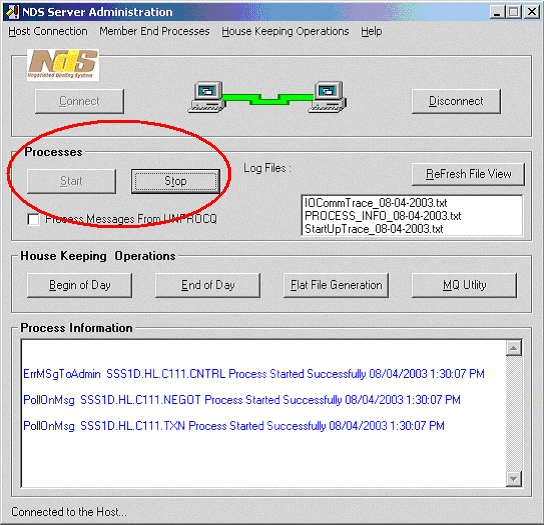 NDS Server Administration
Host Connection Member End Processes House Keeping Operations Help
NdS
Negotiated Dealing System
Connect
Disconnect
Processes
Start Stop
Log Files :
ReFresh File View
Process Messages From UNPROCQ
IOCommTrace_08-04-2003.txt
PROCESS_INFO_08-04-2003.txt
StartUpTrace_08-04-2003.txt
House Keeping Operations
Begin of Day End of Day Flat File Generation MQ Utlity
Process Information
ErrMSgToAdmin SSS1D.HL.C111.CNTRL Process Started Successfully 08/04/2003 1:30:07 PM
PollOnMsg SSS1D.HL.C111.NEGOT Process Started Successfully 08/04/2003 1:30:07 PM
PollOnMsg SSS1D.HL.C111.TXN Process Started Successfully 08/04/2003 1:30:07 PM
Connected to the Host...